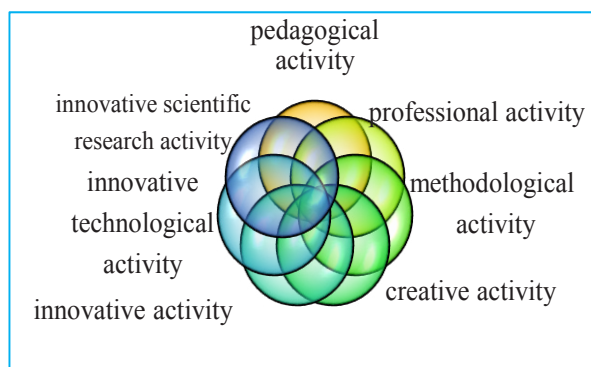 pedagogical
activity
innovative scientific
research activity
professional activity
innovative
technological
activity
methodological
activity
innovative activity
creative activity